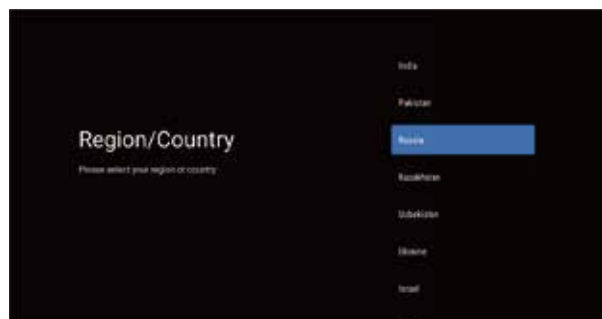 Region/Country
Please select your region or country
India
Pakistan
Russia
Kazakhstan
Uzbekistan
Ukraine
Israel